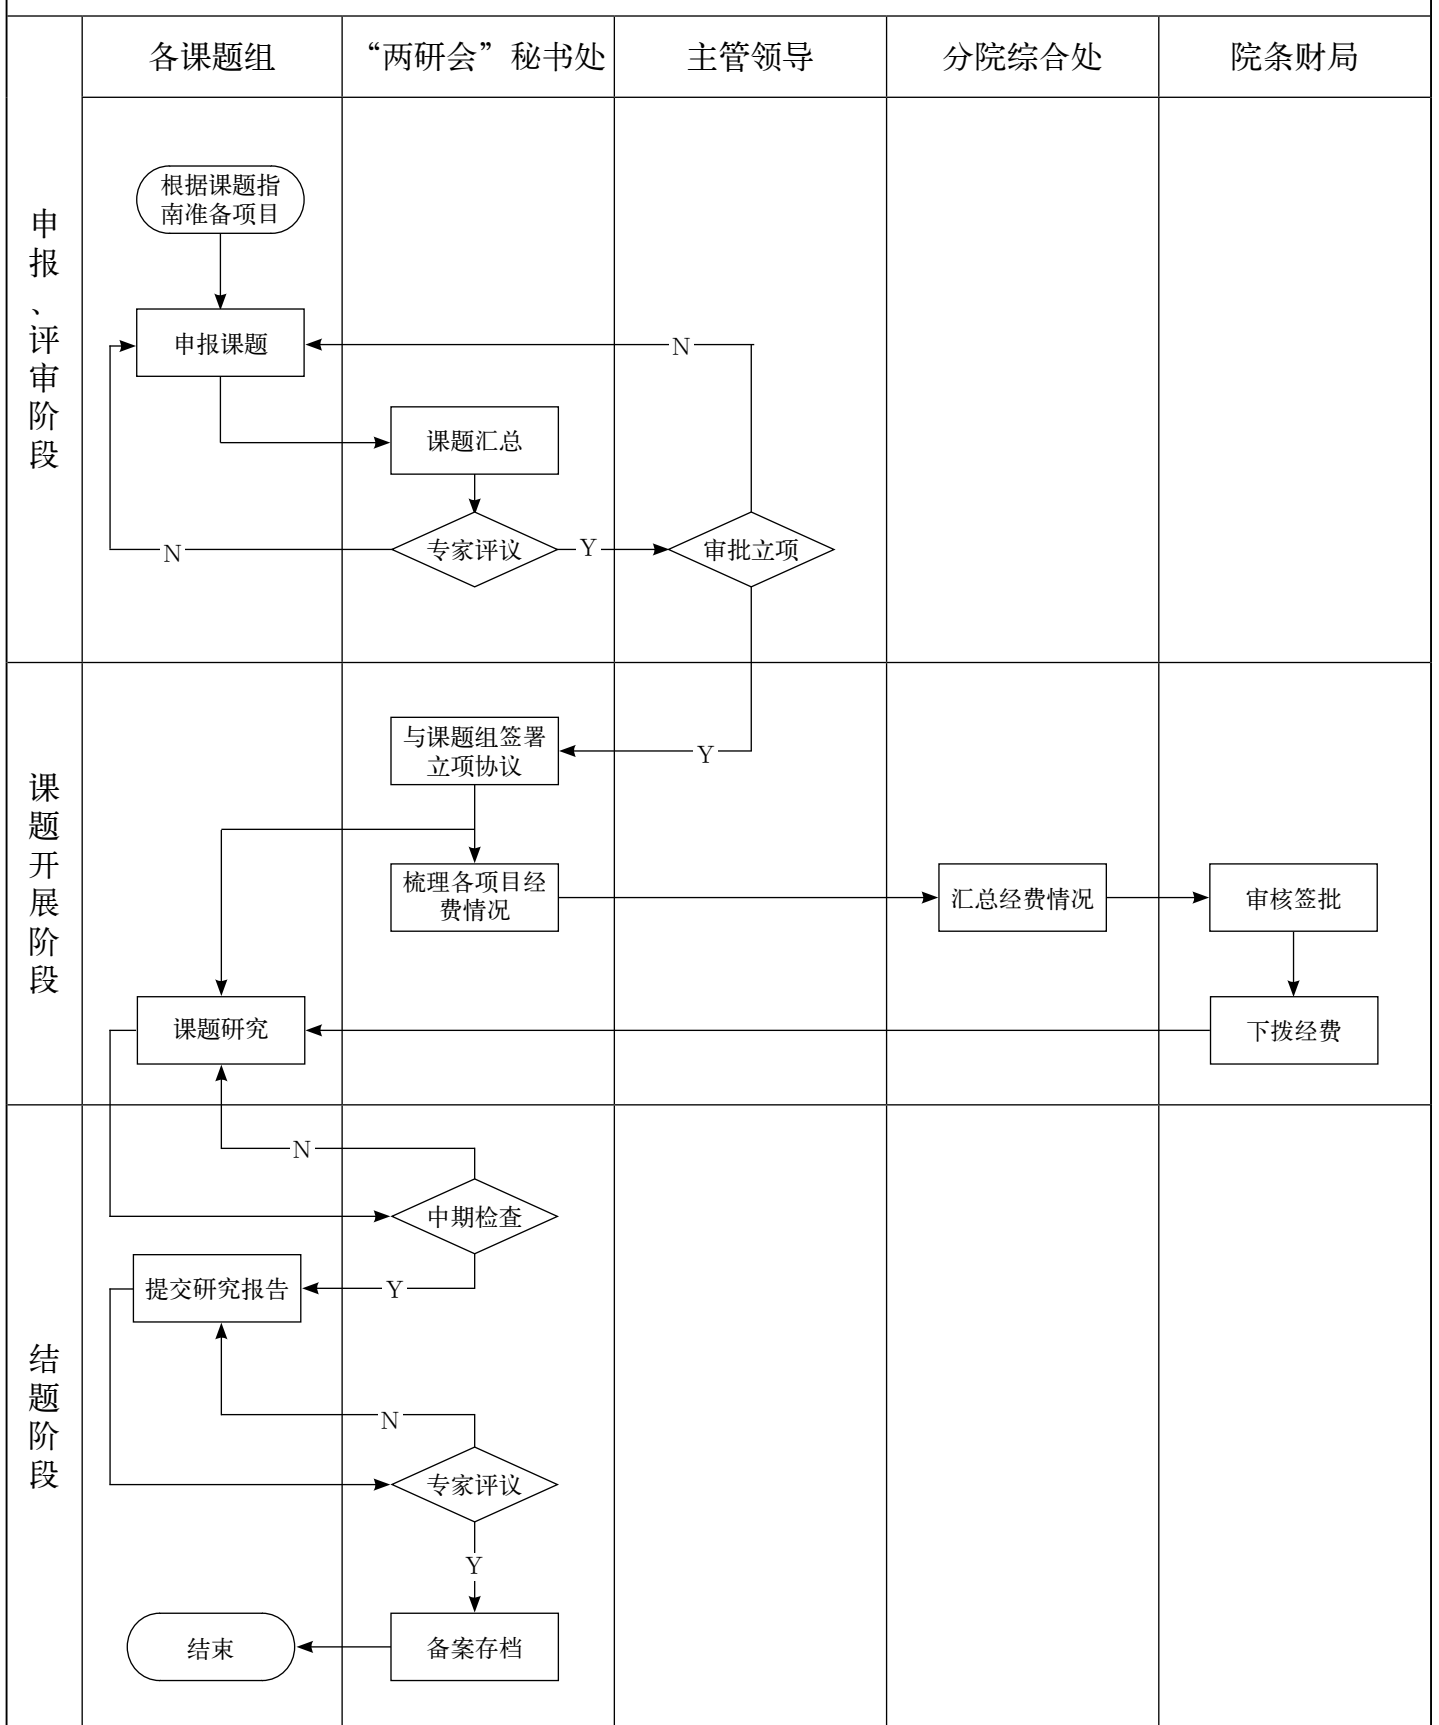 各课题组
“两研会”秘书处
主管领导
分院综合处
院条财局
申报、评审阶段
根据课题指
南准备项目
申报课题
N
课题汇总
专家评议
N
Y
审批立项
课题开展阶段
与课题组签署
立项协议
Y
梳理各项目经
费情况
汇总经费情况
审核签批
课题研究
下拨经费
结题阶段
N
中期检查
提交研究报告
Y
N
专家评议
Y
结束
备案存档